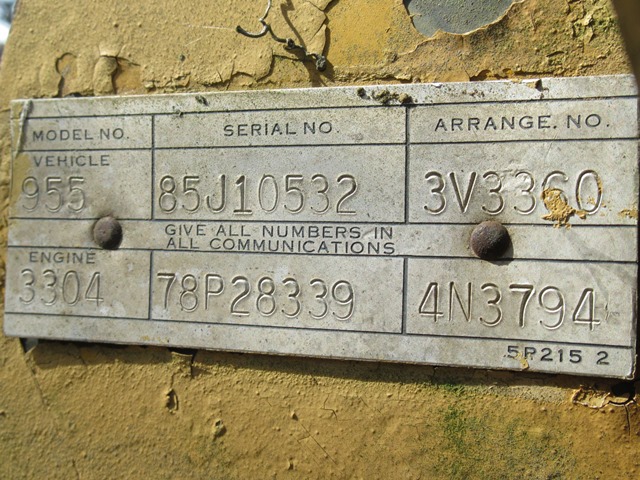 MODEL NO. SERIAL NO. ARRANGE. NO.
VEHICLE
955 85J10532 3V3360
GIVE ALL NUMBERS IN
ALL COMMUNICATIONS
ENGINE
3304 78P28339 4N3794
5P215 2